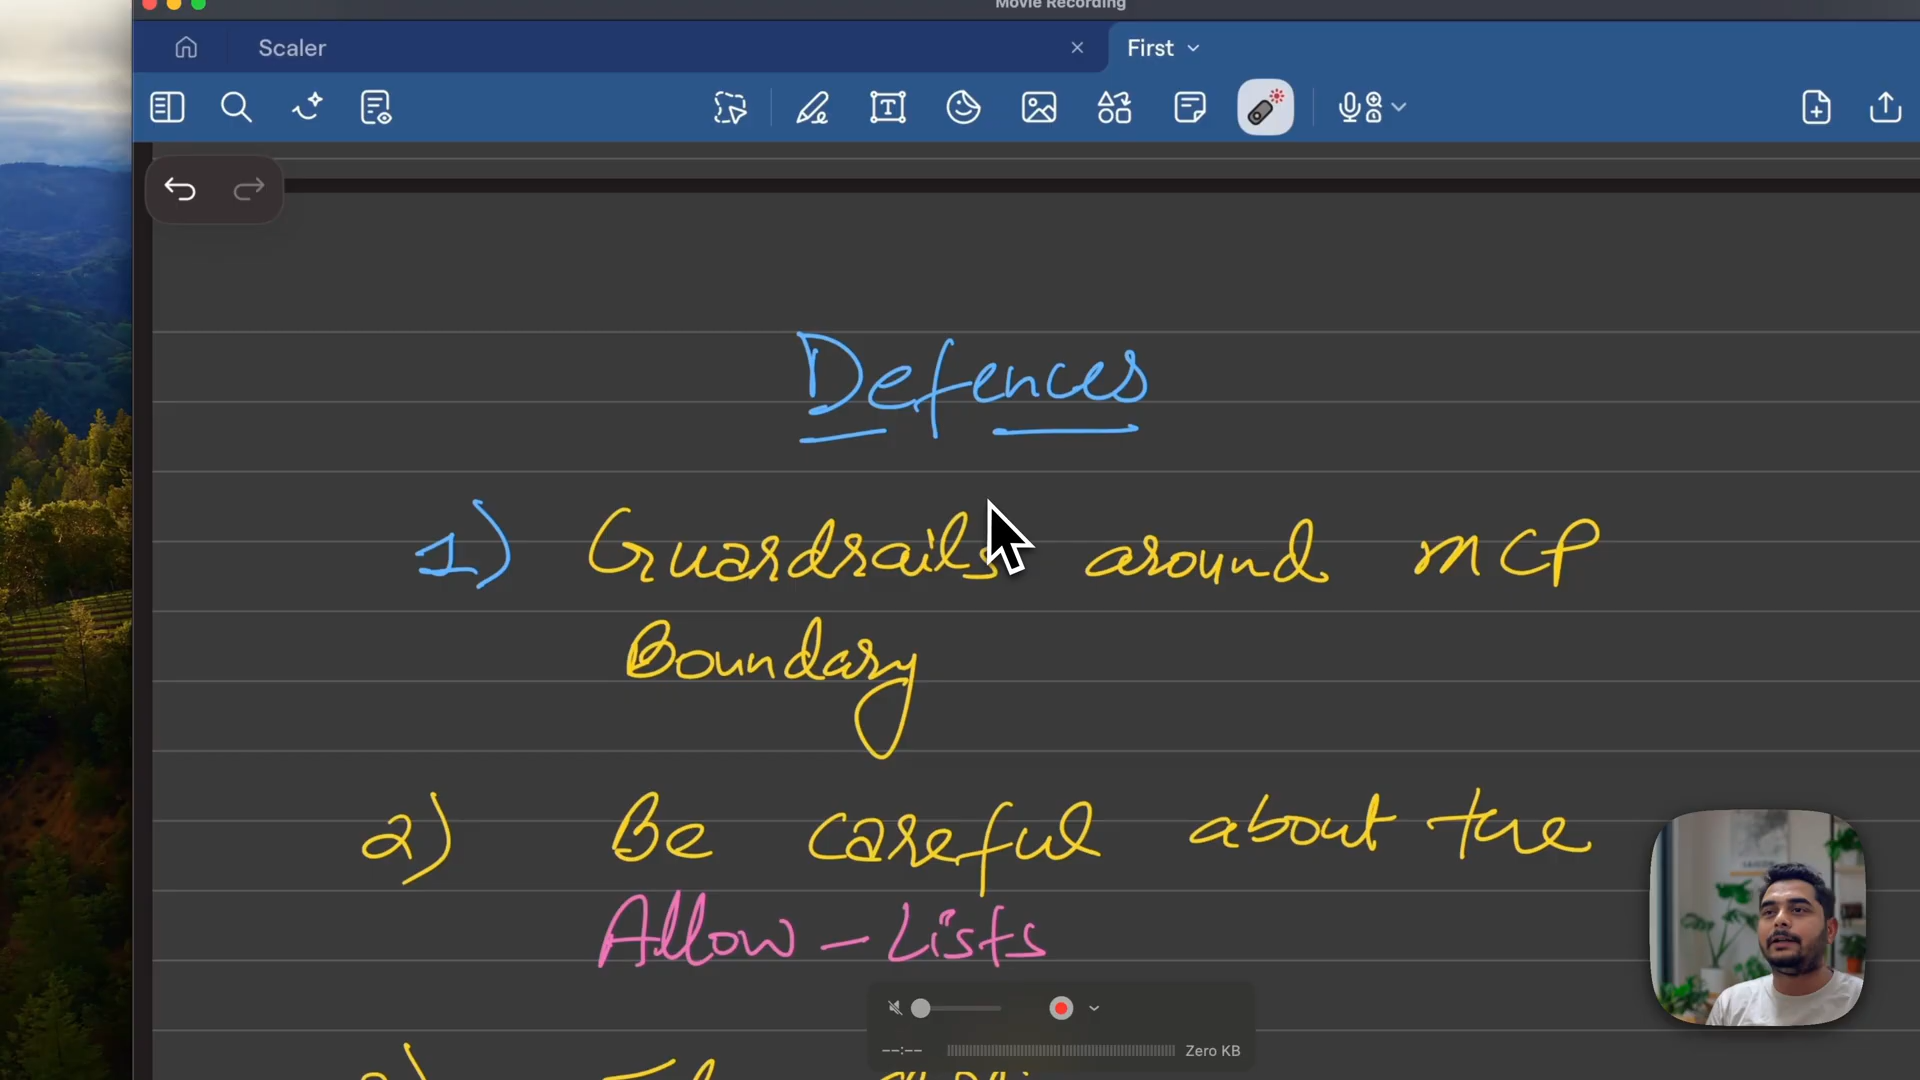 Movie Recording
Scaler
First
Defences
1) Guardrails around MCP
Boundary
2) Be careful about the
Allow - Lists
--:--
Zero KB